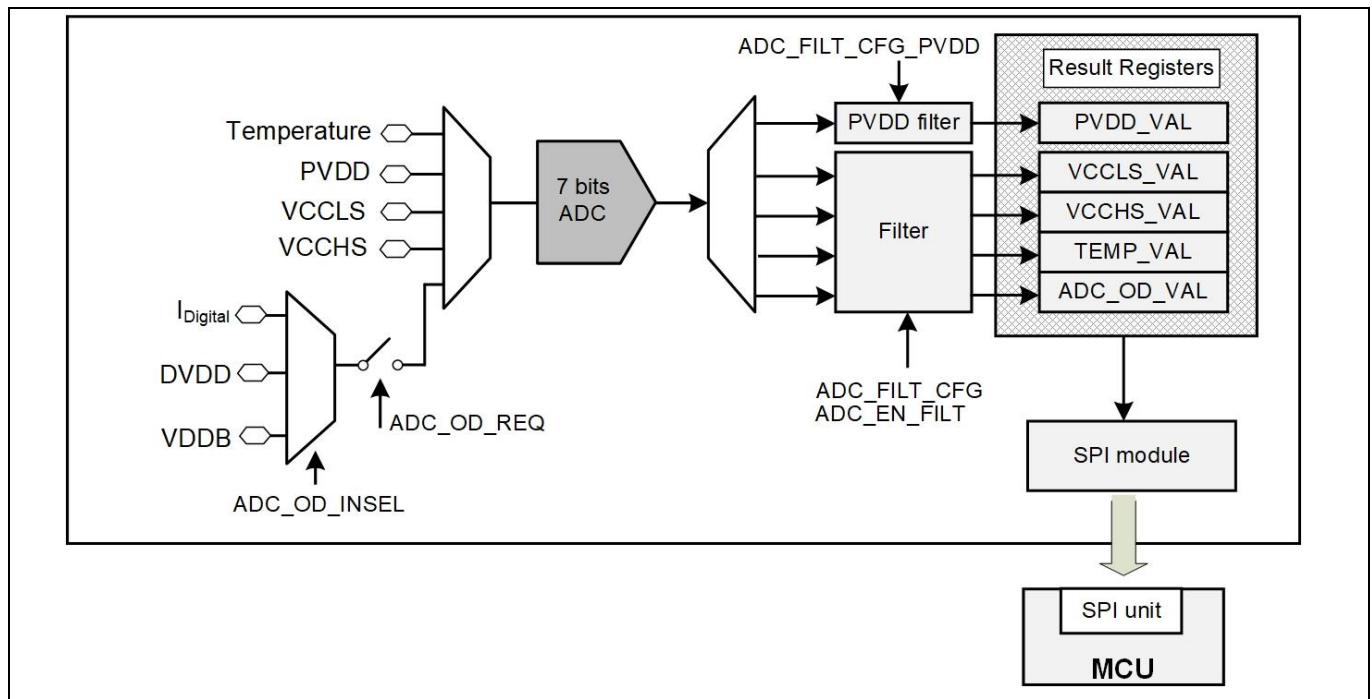 ADC_FILT_CFG_PVDD
Result Registers
Temperature
PVDD
VCCLS
VCCHS
7 bits
ADC
PVDD filter
Filter
PVDD_VAL
VCCLS_VAL
VCCHS_VAL
TEMP_VAL
ADC_OD_VAL
IDigital
DVDD
VDDB
ADC_OD_REQ
ADC_OD_INSEL
ADC_FILT_CFG
ADC_EN_FILT
SPI module
SPI unit
MCU